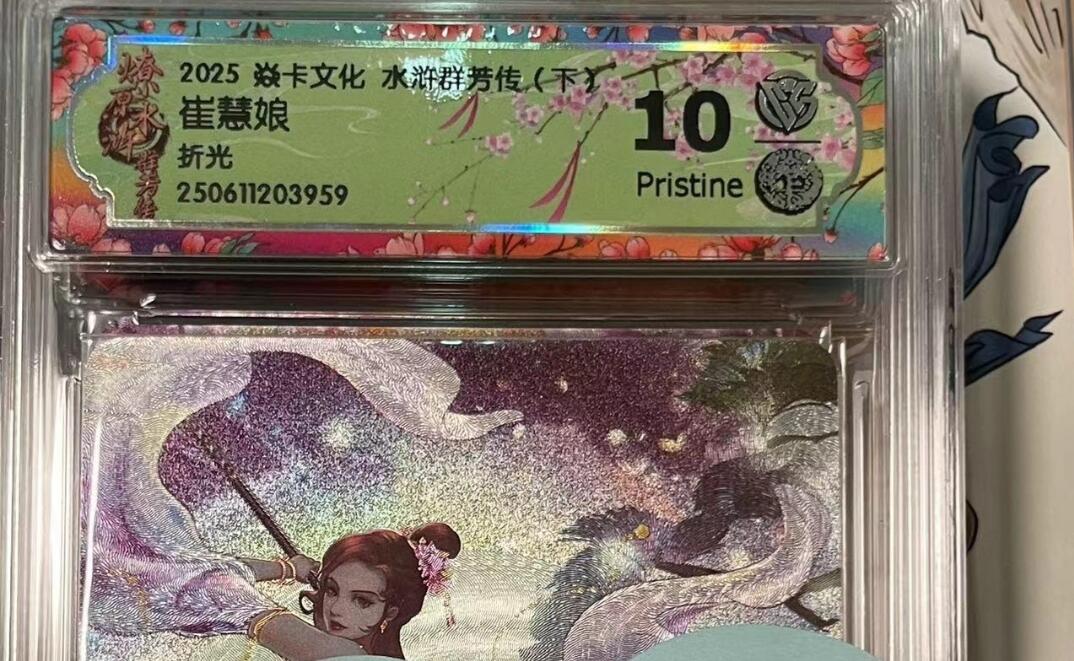 2025 焱卡文化 水浒群芳传（下）
崔慧娘
折光
250611203959
10
Pristine